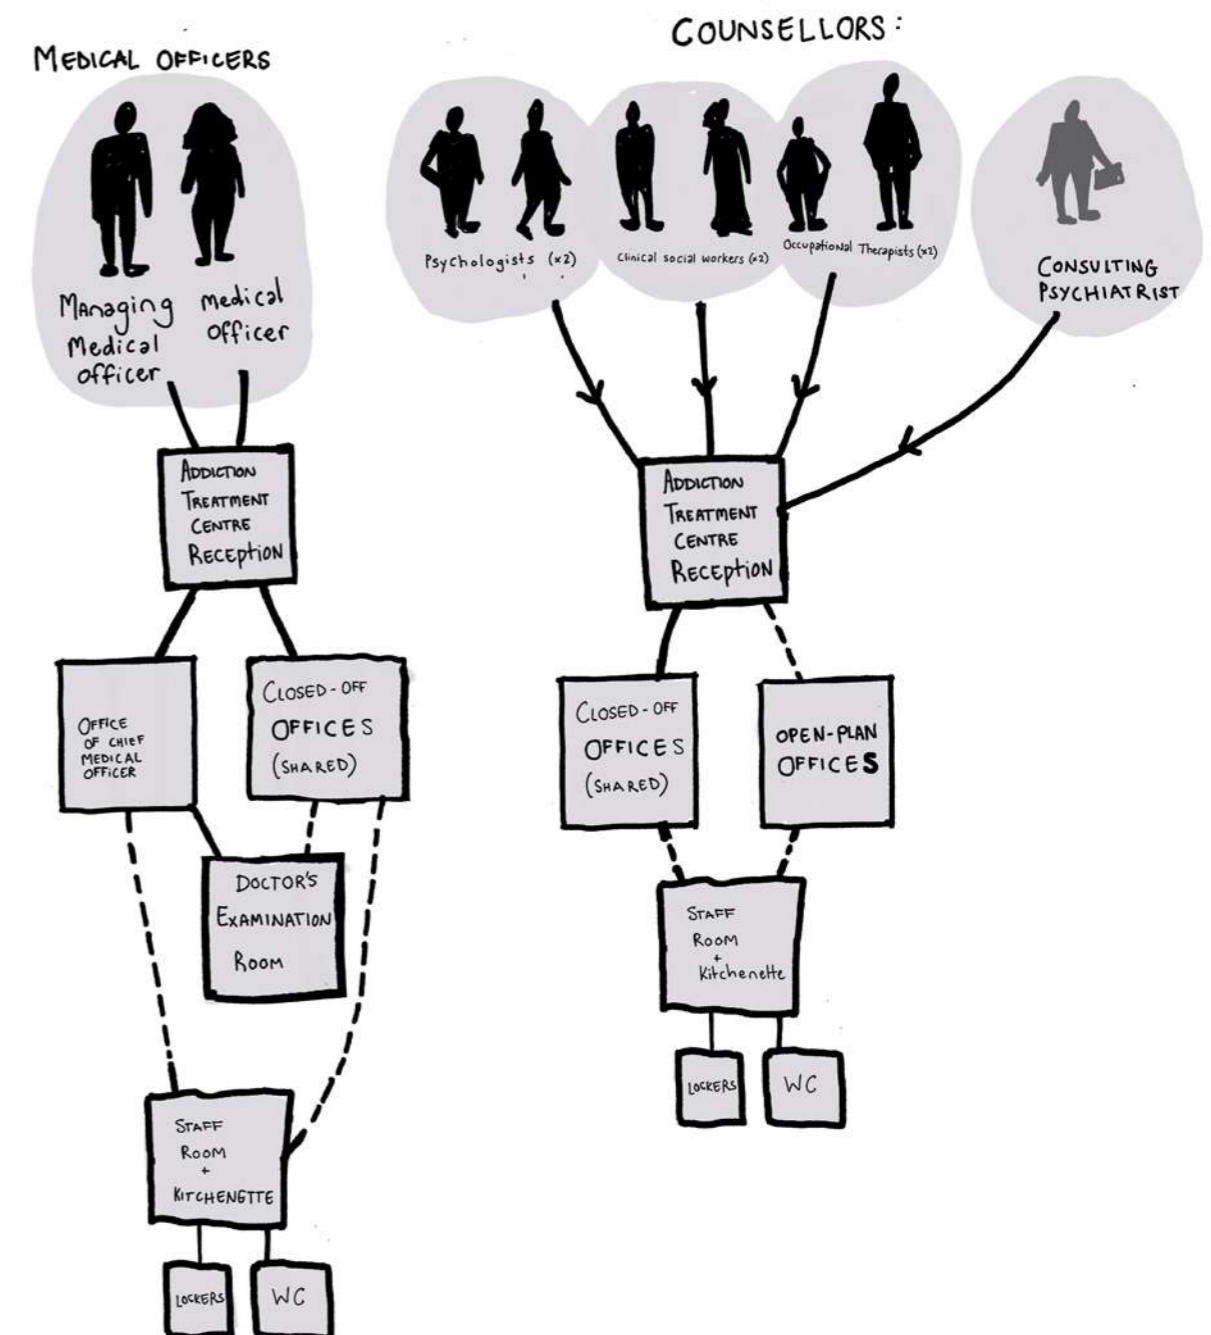 MEDICAL OFFICERS
Managing
Medical
Officer
Medical
Officer
ADDICTION
TREATMENT
CENTRE
RECEPTION
OFFICE
OF CHIEF
MEDICAL
OFFICER
CLOSED-OFF
OFFICES
(SHARED)
DOCTOR'S
EXAMINATION
ROOM
STAFF
ROOM
+
KITCHENETTE
LOCKERS
WC
COUNSELLORS:
Psychologists (x2)
Clinical social workers (x2)
Occupational Therapists (x2)
CONSULTING
PSYCHIATRIST
ADDICTION
TREATMENT
CENTRE
RECEPTION
CLOSED-OFF
OFFICES
(SHARED)
OPEN-PLAN
OFFICES
STAFF
ROOM
+
Kitchenette
LOCKERS
WC